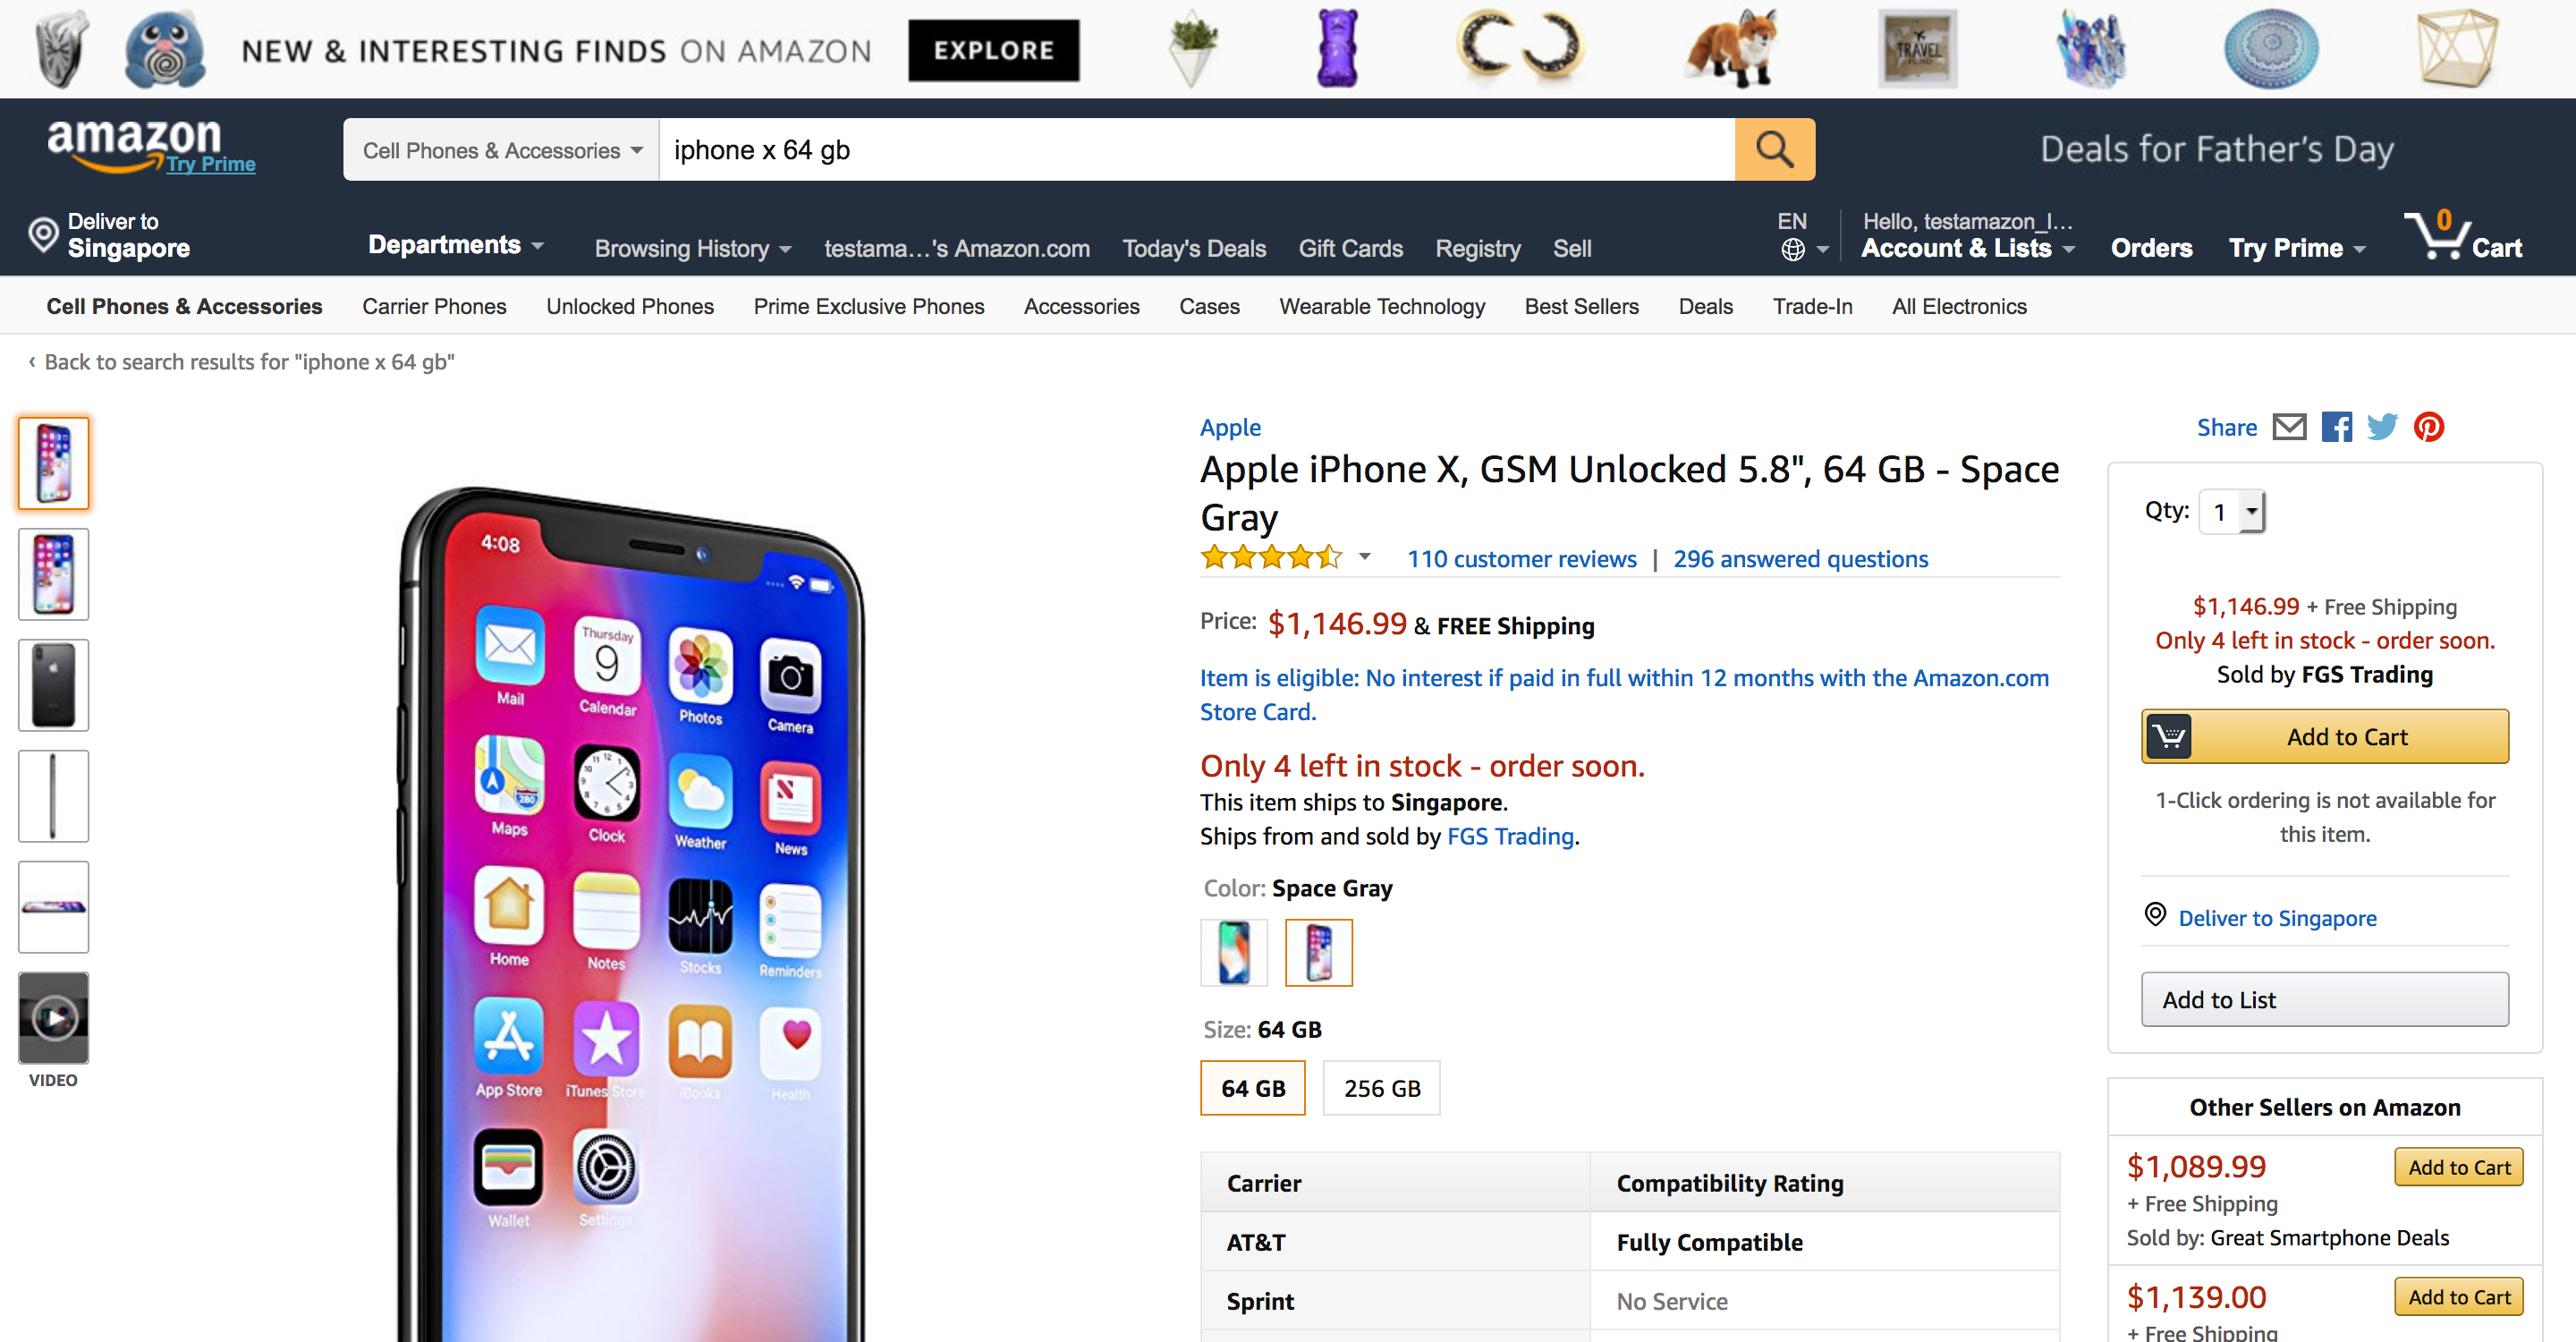 NEW & INTERESTING FINDS ON AMAZON EXPLORE
TRAVEL
FUND
amazon
Try Prime
Cell Phones & Accessories
iphone x 64 gb
Deals for Father's Day
Deliver to
Singapore
Departments
Browsing History
testama...'s Amazon.com
Today's Deals
Gift Cards
Registry
Sell
EN
Hello, testamazon_l...
Account & Lists
Orders
Try Prime
0
Cart
Cell Phones & Accessories
Carrier Phones
Unlocked Phones
Prime Exclusive Phones
Accessories
Cases
Wearable Technology
Best Sellers
Deals
Trade-In
All Electronics
‹ Back to search results for "iphone x 64 gb"
VIDEO
4:08
Thursday
9
Mail
Calendar
Photos
Camera
280
Maps
Clock
Weather
News
Home
Notes
Stocks
Reminders
App Store
iTunes Store
iBooks
Health
Wallet
Settings
Apple
Apple iPhone X, GSM Unlocked 5.8", 64 GB - Space
Gray
110 customer reviews | 296 answered questions
Price: $1,146.99 & FREE Shipping
Item is eligible: No interest if paid in full within 12 months with the Amazon.com
Store Card.
Only 4 left in stock - order soon.
This item ships to Singapore.
Ships from and sold by FGS Trading.
Color: Space Gray
Size: 64 GB
64 GB
256 GB
Carrier
Compatibility Rating
AT&T
Fully Compatible
Sprint
No Service
Share
Qty: 1
$1,146.99 + Free Shipping
Only 4 left in stock - order soon.
Sold by FGS Trading
Add to Cart
1-Click ordering is not available for
this item.
Deliver to Singapore
Add to List
Other Sellers on Amazon
$1,089.99
Add to Cart
+ Free Shipping
Sold by: Great Smartphone Deals
$1,139.00
Add to Cart
+ Free Shipping